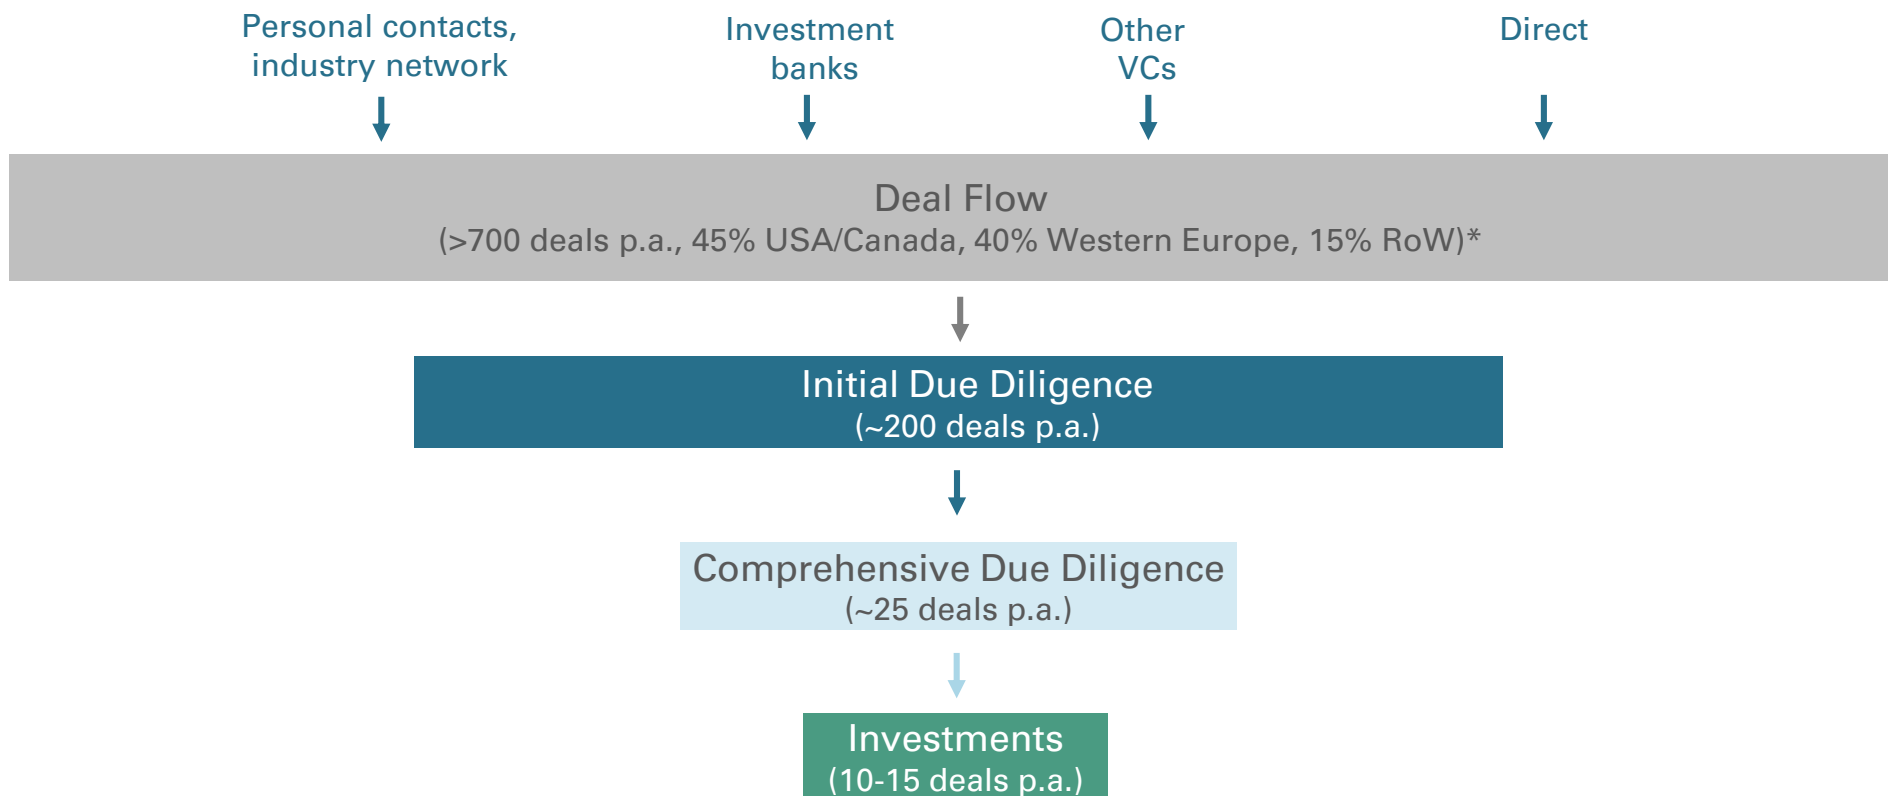 Personal contacts,
industry network
Investment
banks
Other
VCs
Direct
Deal Flow
(>700 deals p.a., 45% USA/Canada, 40% Western Europe, 15% RoW)*
Initial Due Diligence
(~200 deals p.a.)
Comprehensive Due Diligence
(~25 deals p.a.)
Investments
(10-15 deals p.a.)